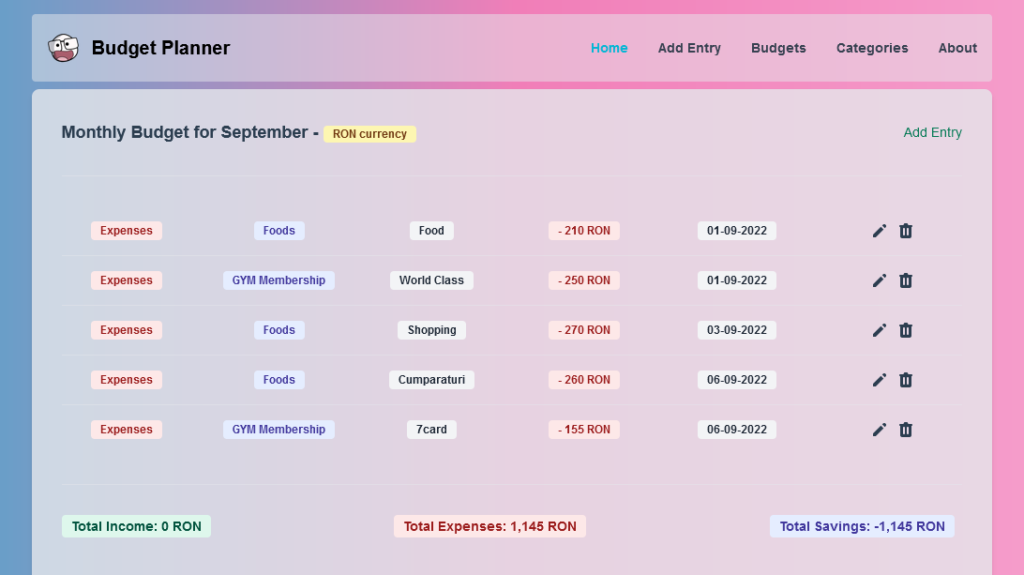 Budget Planner Home Add Entry Budgets Categories About
Monthly Budget for September - RON currency Add Entry
Expenses Foods Food - 210 RON 01-09-2022
Expenses GYM Membership World Class - 250 RON 01-09-2022
Expenses Foods Shopping - 270 RON 03-09-2022
Expenses Foods Cumparaturi - 260 RON 06-09-2022
Expenses GYM Membership 7card - 155 RON 06-09-2022
Total Income: 0 RON Total Expenses: 1,145 RON Total Savings: -1,145 RON